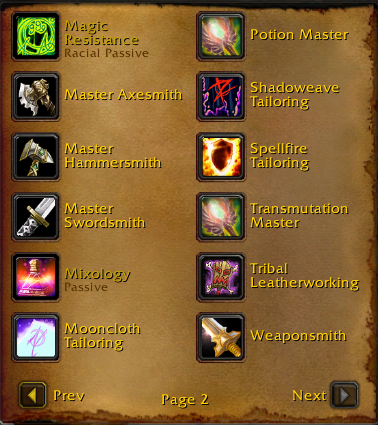 Magic
Resistance
Racial Passive
Master Axesmith
Master
Hammersmith
Master
Swordsmith
Mixology
Passive
Mooncloth
Tailoring
Potion Master
Shadoweave
Tailoring
Spellfire
Tailoring
Transmutation
Master
Tribal
Leatherworking
Weaponsmith
Prev
Page 2
Next